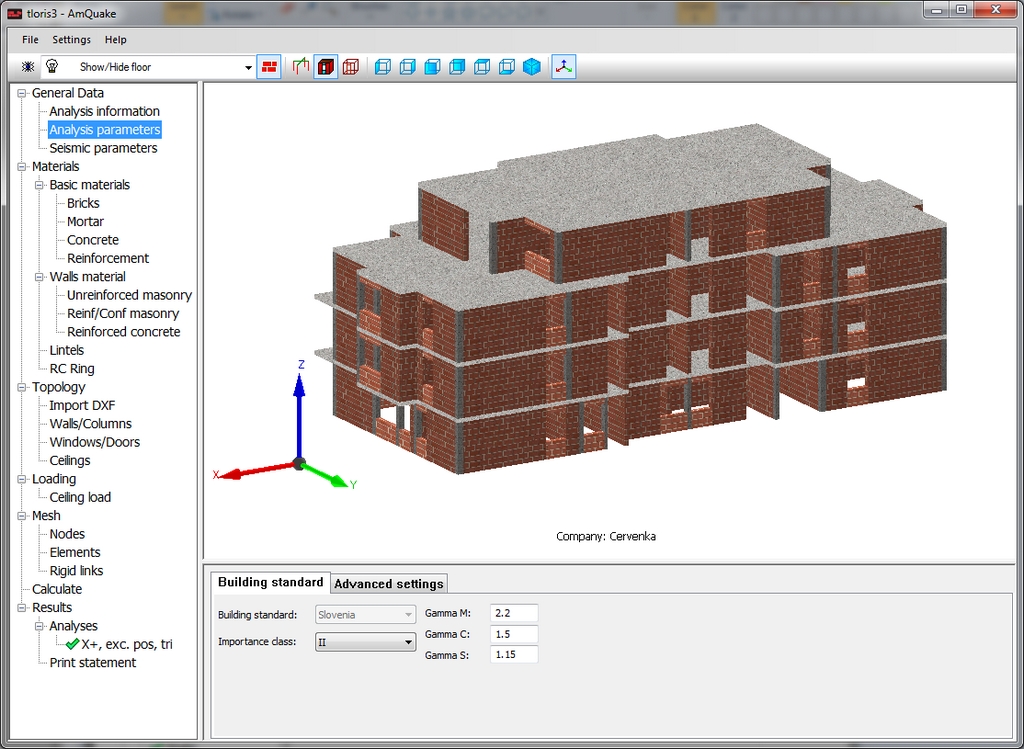 tloris3 - AmQuake
File Settings Help
Show/Hide floor
General Data
Analysis information
Analysis parameters
Seismic parameters
Materials
Basic materials
Bricks
Mortar
Concrete
Reinforcement
Walls material
Unreinforced masonry
Reinf/Conf masonry
Reinforced concrete
Lintels
RC Ring
Topology
Import DXF
Walls/Columns
Windows/Doors
Ceilings
Loading
Ceiling load
Mesh
Nodes
Elements
Rigid links
Calculate
Results
Analyses
X+, exc. pos, tri
Print statement
Z
X
Y
Company: Cervenka
Building standard Advanced settings
Building standard: Slovenia Gamma M: 2.2
Importance class: II Gamma C: 1.5
Gamma S: 1.15